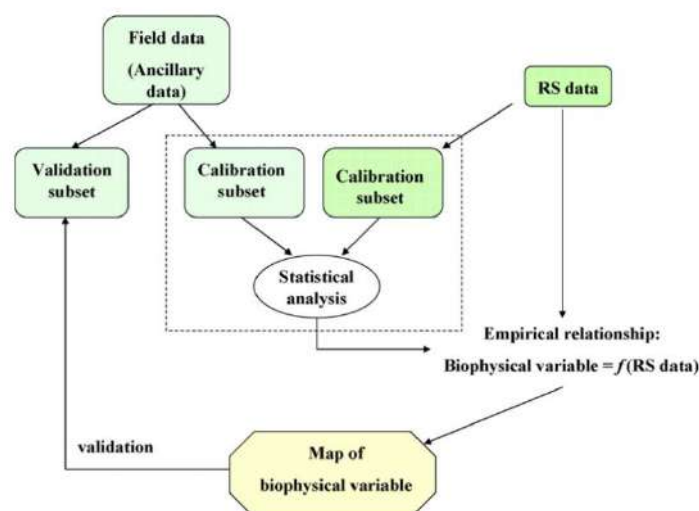 Field data
(Ancillary
data)
RS data
Validation
subset
Calibration
subset
Calibration
subset
Statistical
analysis
Empirical relationship:
Biophysical variable = f(RS data)
validation
Map of
biophysical variable